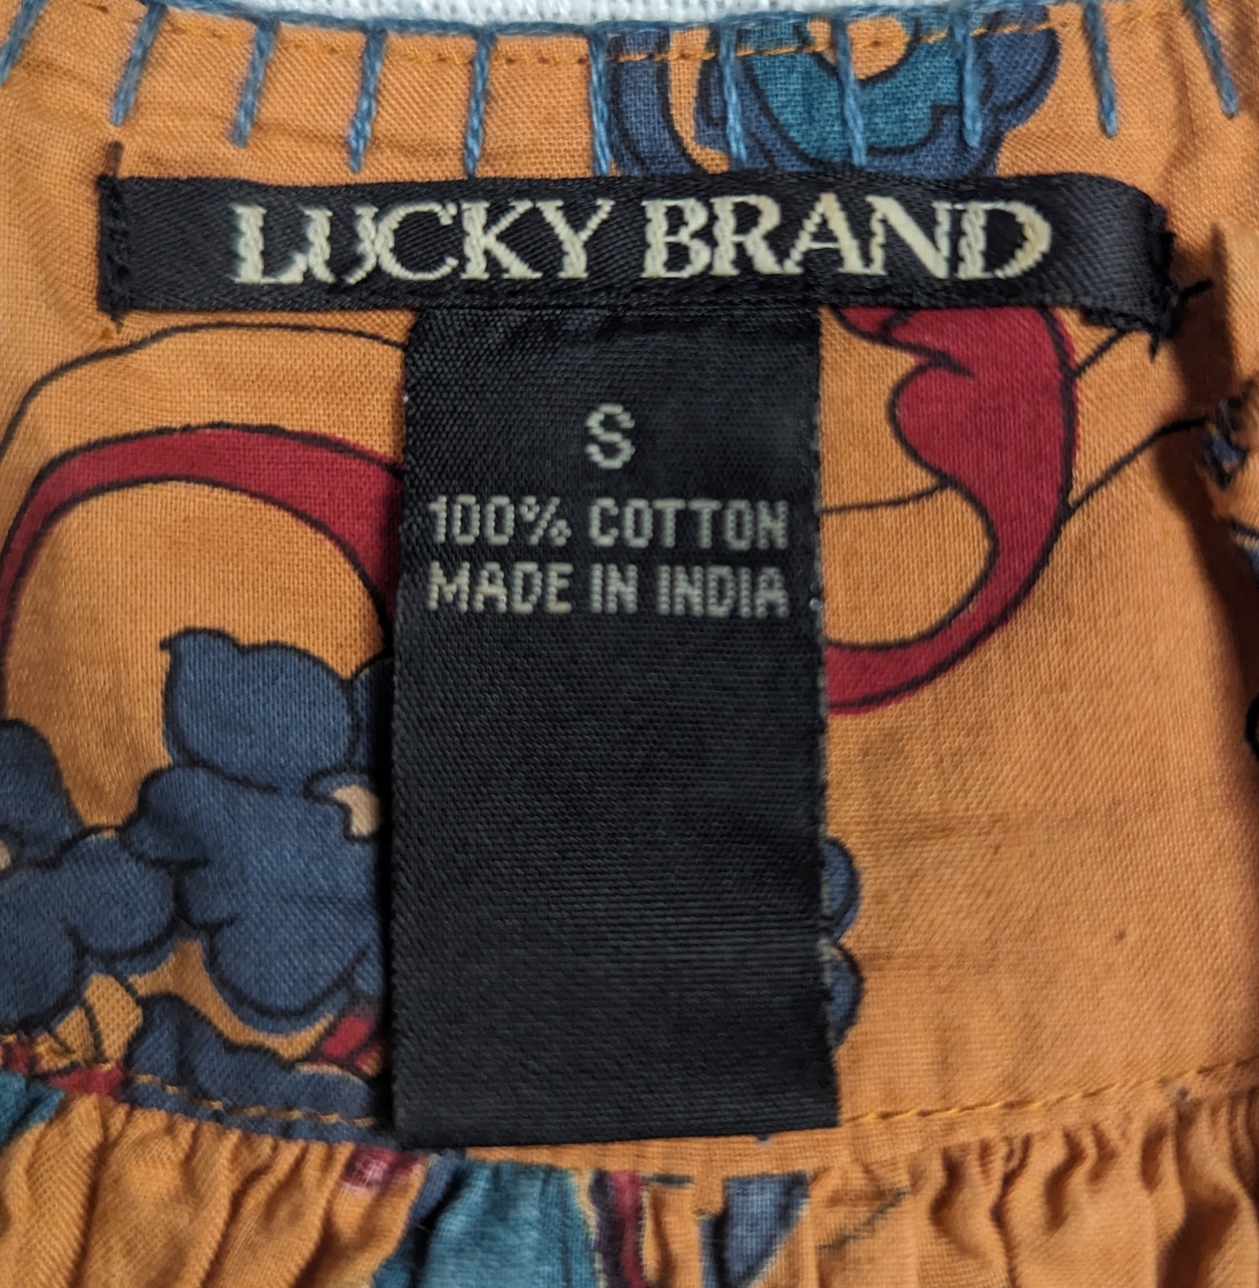 LUCKY BRAND
S
100% COTTON
MADE IN INDIA